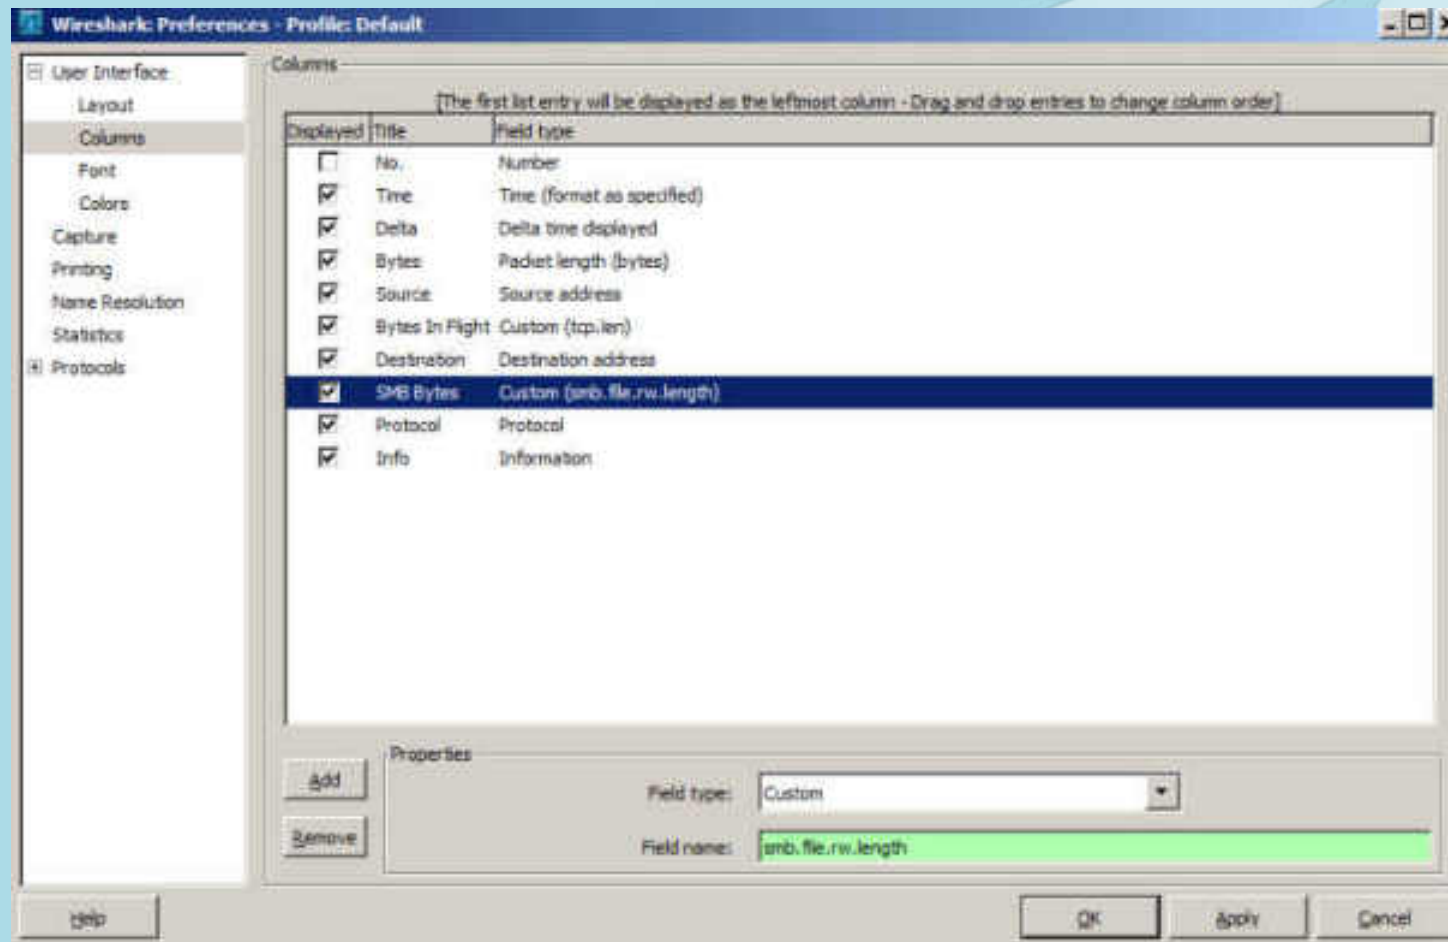 Wireshark: Preferences - Profile: Default
User Interface
Layout
Columns
Font
Colors
Capture
Printing
Name Resolution
Statistics
Protocols
Columns
[The first list entry will be displayed as the leftmost column - Drag and drop entries to change column order]
Displayed Title Field type
No. Number
Time Time (format as specified)
Delta Delta time displayed
Bytes Packet length (bytes)
Source Source address
Bytes In Flight Custom (tcp.len)
Destination Destination address
SMB Bytes Custom (smb.file.rw.length)
Protocol Protocol
Info Information
Add
Remove
Properties
Field type: Custom
Field name: smb.file.rw.length
Help
OK
Apply
Cancel